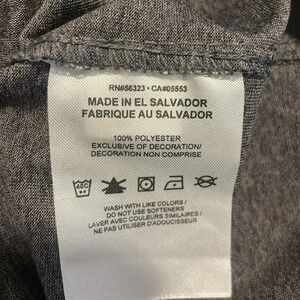 RN#56323 • CA#05553
MADE IN EL SALVADOR
FABRIQUE AU SALVADOR
100% POLYESTER
EXCLUSIVE OF DECORATION/
DECORATION NON COMPRISE
40C
WASH WITH LIKE COLORS /
DO NOT USE SOFTENERS
LAVER AVEC COULEURS SIMILAIRES /
NE PAS UTILISER D'ADOUCISSEUR